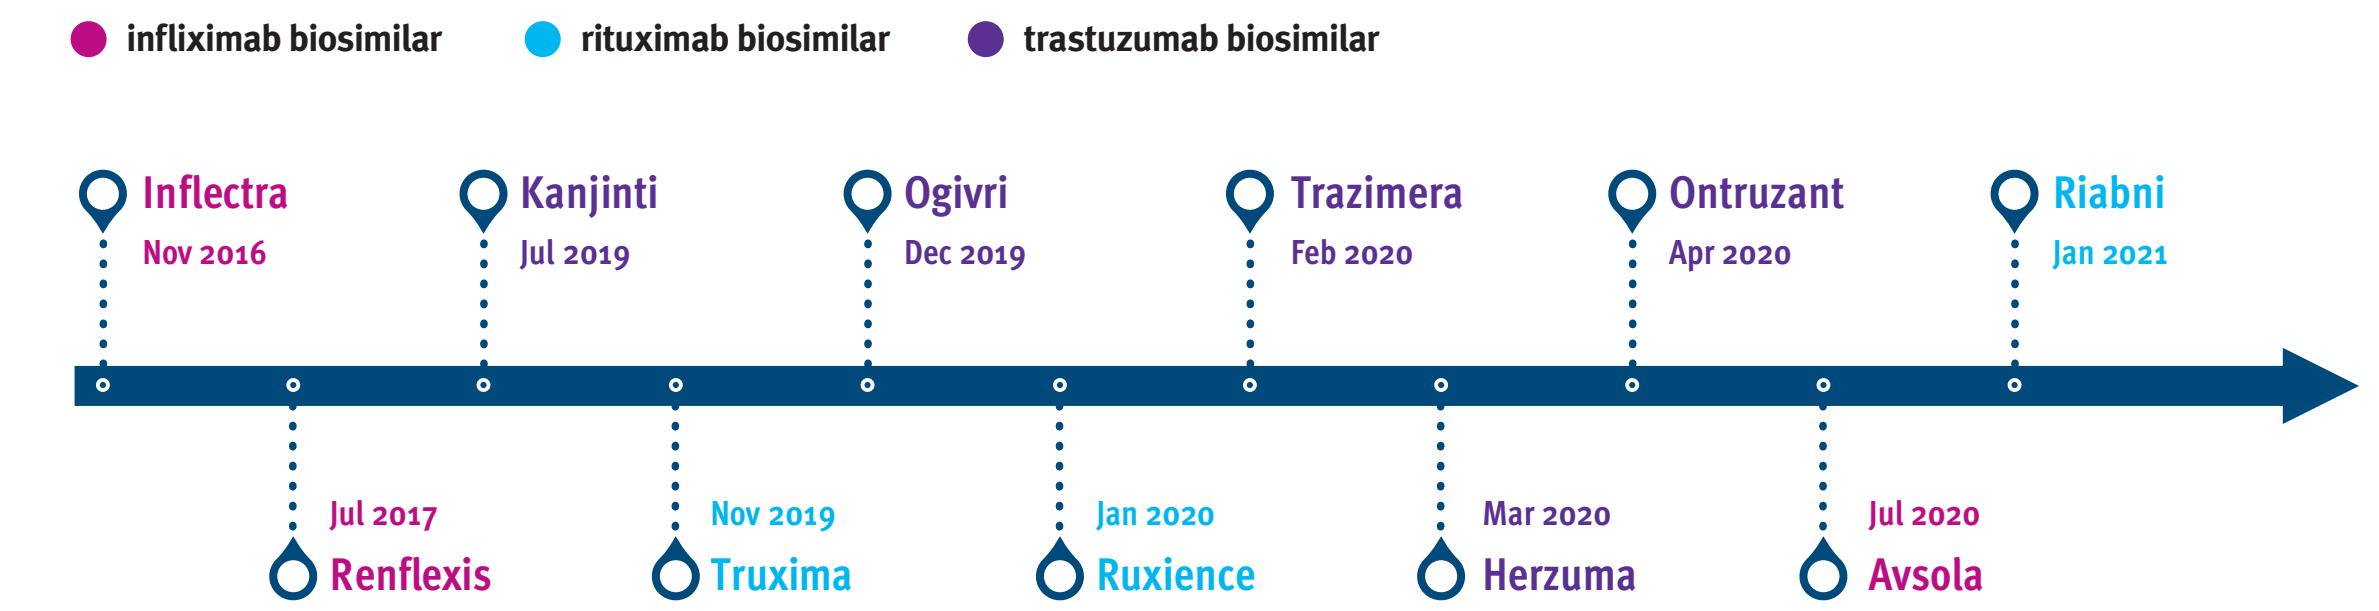 infliximab biosimilar
rituximab biosimilar
trastuzumab biosimilar
Inflectra
Nov 2016
Kanjinti
Jul 2019
Ogivri
Dec 2019
Trazimera
Feb 2020
Ontruzant
Apr 2020
Riabni
Jan 2021
Jul 2017
Renflexis
Nov 2019
Truxima
Jan 2020
Ruxience
Mar 2020
Herzuma
Jul 2020
Avsola